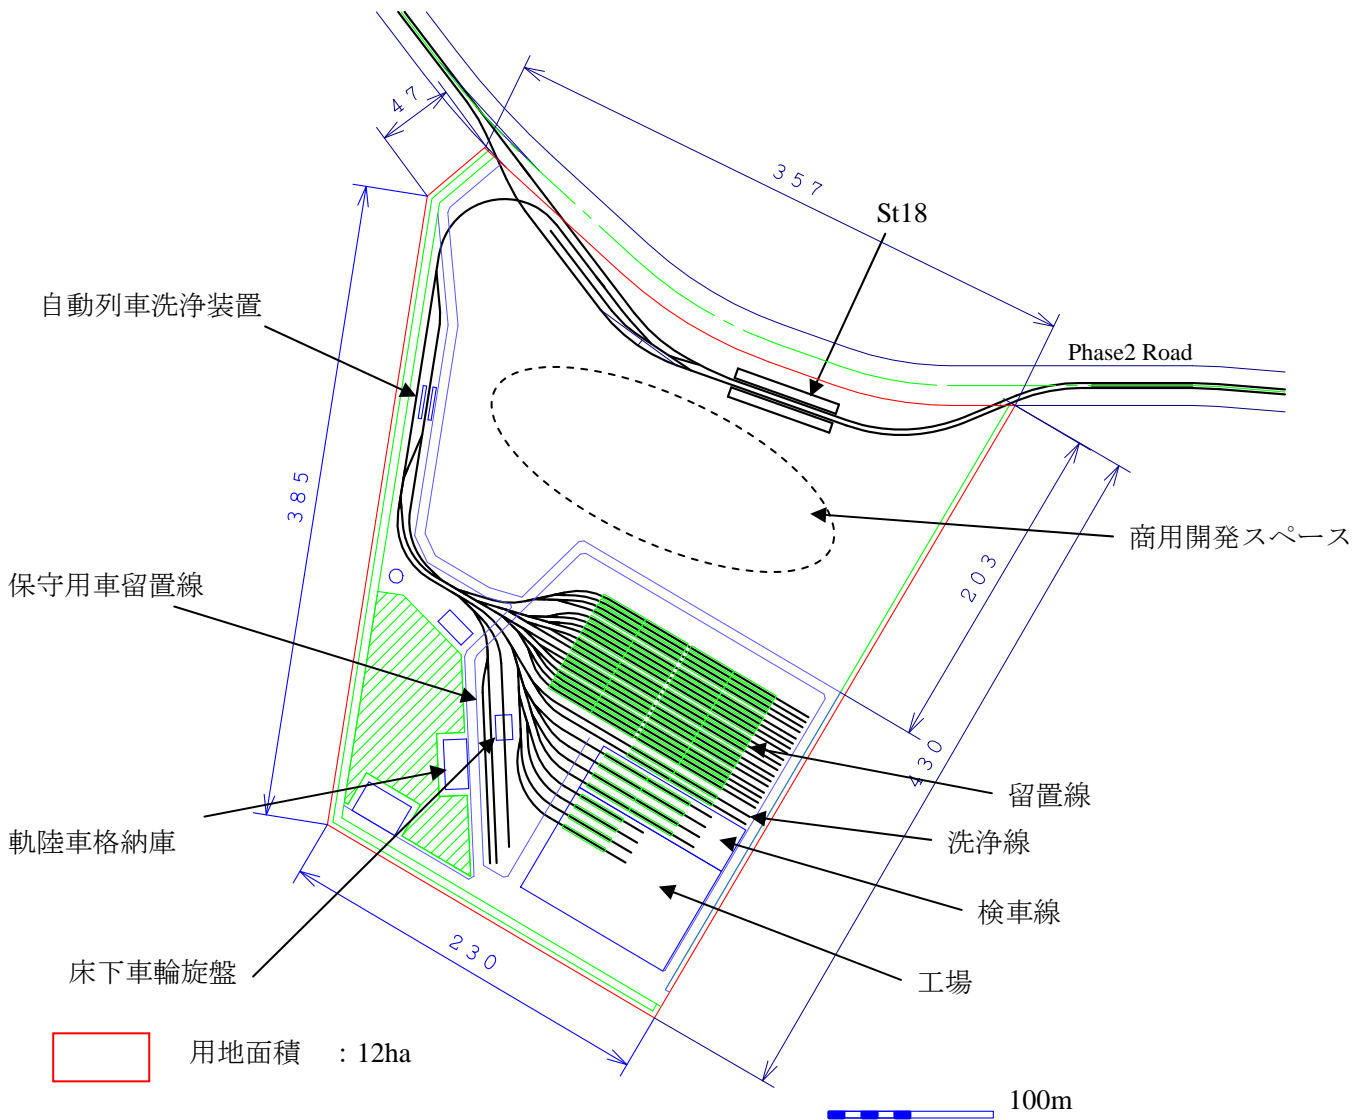 47
357
St18
自動列車洗浄装置
Phase2 Road
385
商用開発スペース
203
保守用車留置線
430
留置線
軌陸車格納庫
洗浄線
検車線
230
床下車輪旋盤
工場
用地面積 : 12ha
100m